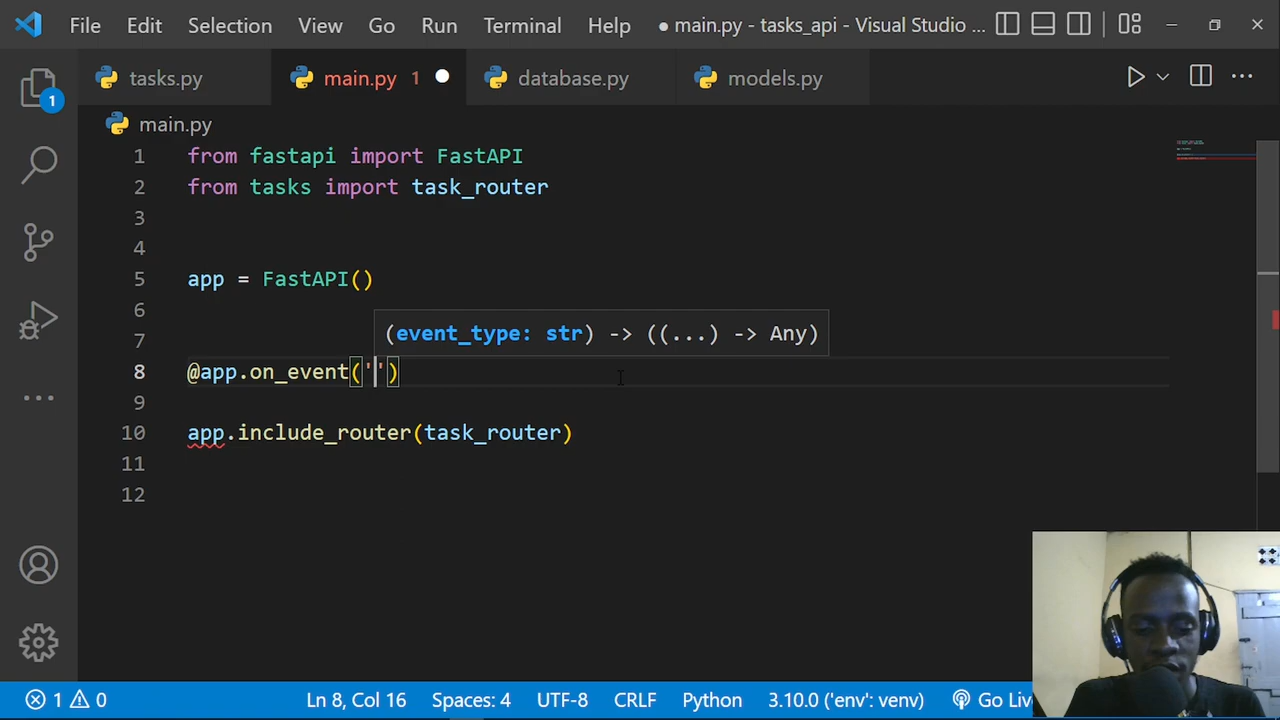 File Edit Selection View Go Run Terminal Help ● main.py - tasks_api - Visual Studio ...
tasks.py main.py 1 database.py models.py
1
main.py
1 from fastapi import FastAPI
2 from tasks import task_router
3
4
5 app = FastAPI()
6
7
(event_type: str) -> ((...) -> Any)
8 @app.on_event('')
9
10 app.include_router(task_router)
11
12
1 0 Ln 8, Col 16 Spaces: 4 UTF-8 CRLF Python 3.10.0 ('env': venv) Go Liv